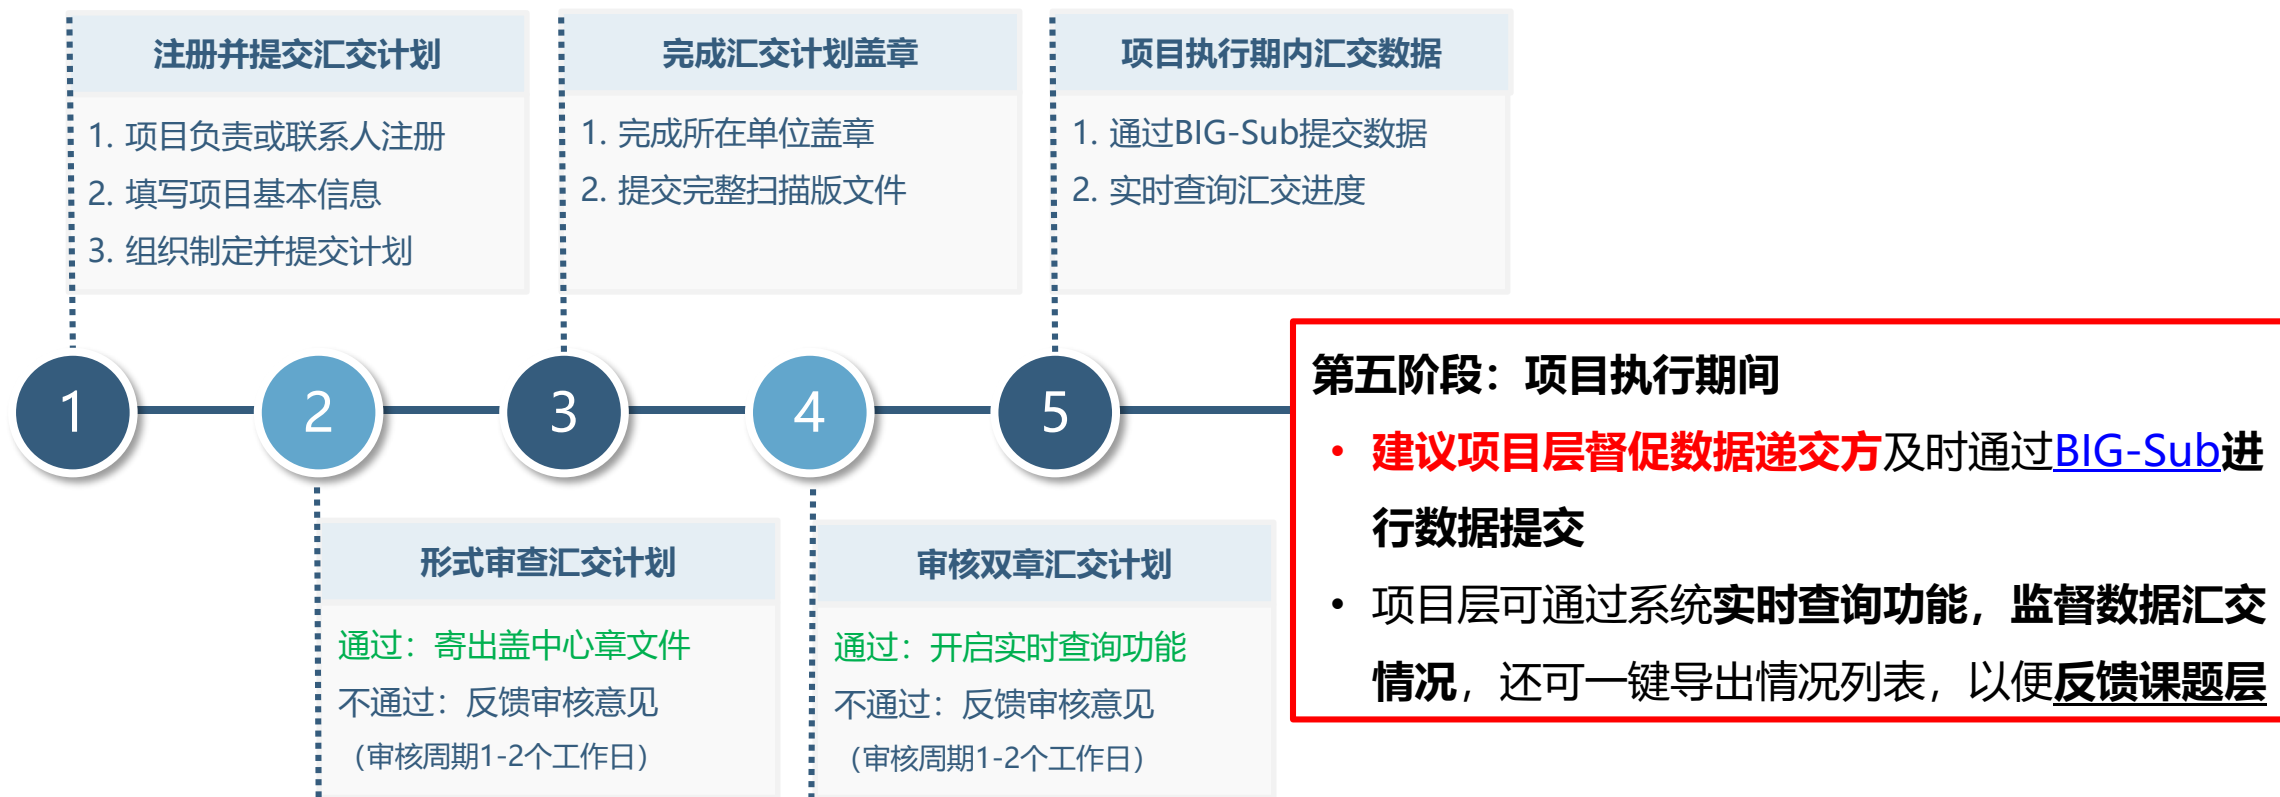 注册并提交汇交计划
1. 项目负责或联系人注册
2. 填写项目基本信息
3. 组织制定并提交计划
完成汇交计划盖章
1. 完成所在单位盖章
2. 提交完整扫描版文件
项目执行期内汇交数据
1. 通过BIG-Sub提交数据
2. 实时查询汇交进度
1
2
3
4
5
形式审查汇交计划
通过：寄出盖中心章文件
不通过：反馈审核意见
（审核周期1-2个工作日）
审核双章汇交计划
通过：开启实时查询功能
不通过：反馈审核意见
（审核周期1-2个工作日）
第五阶段：项目执行期间
• 建议项目层督促数据递交方及时通过BIG-Sub进
行数据提交
• 项目层可通过系统实时查询功能，监督数据汇交
情况，还可一键导出情况列表，以便反馈课题层